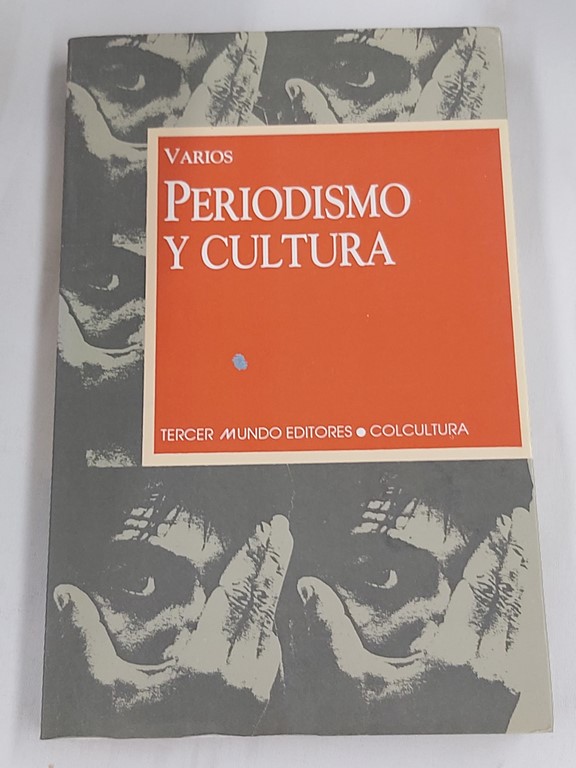 VARIOS
PERIODISMO
Y CULTURA
TERCER MUNDO EDITORES ● COLCULTURA